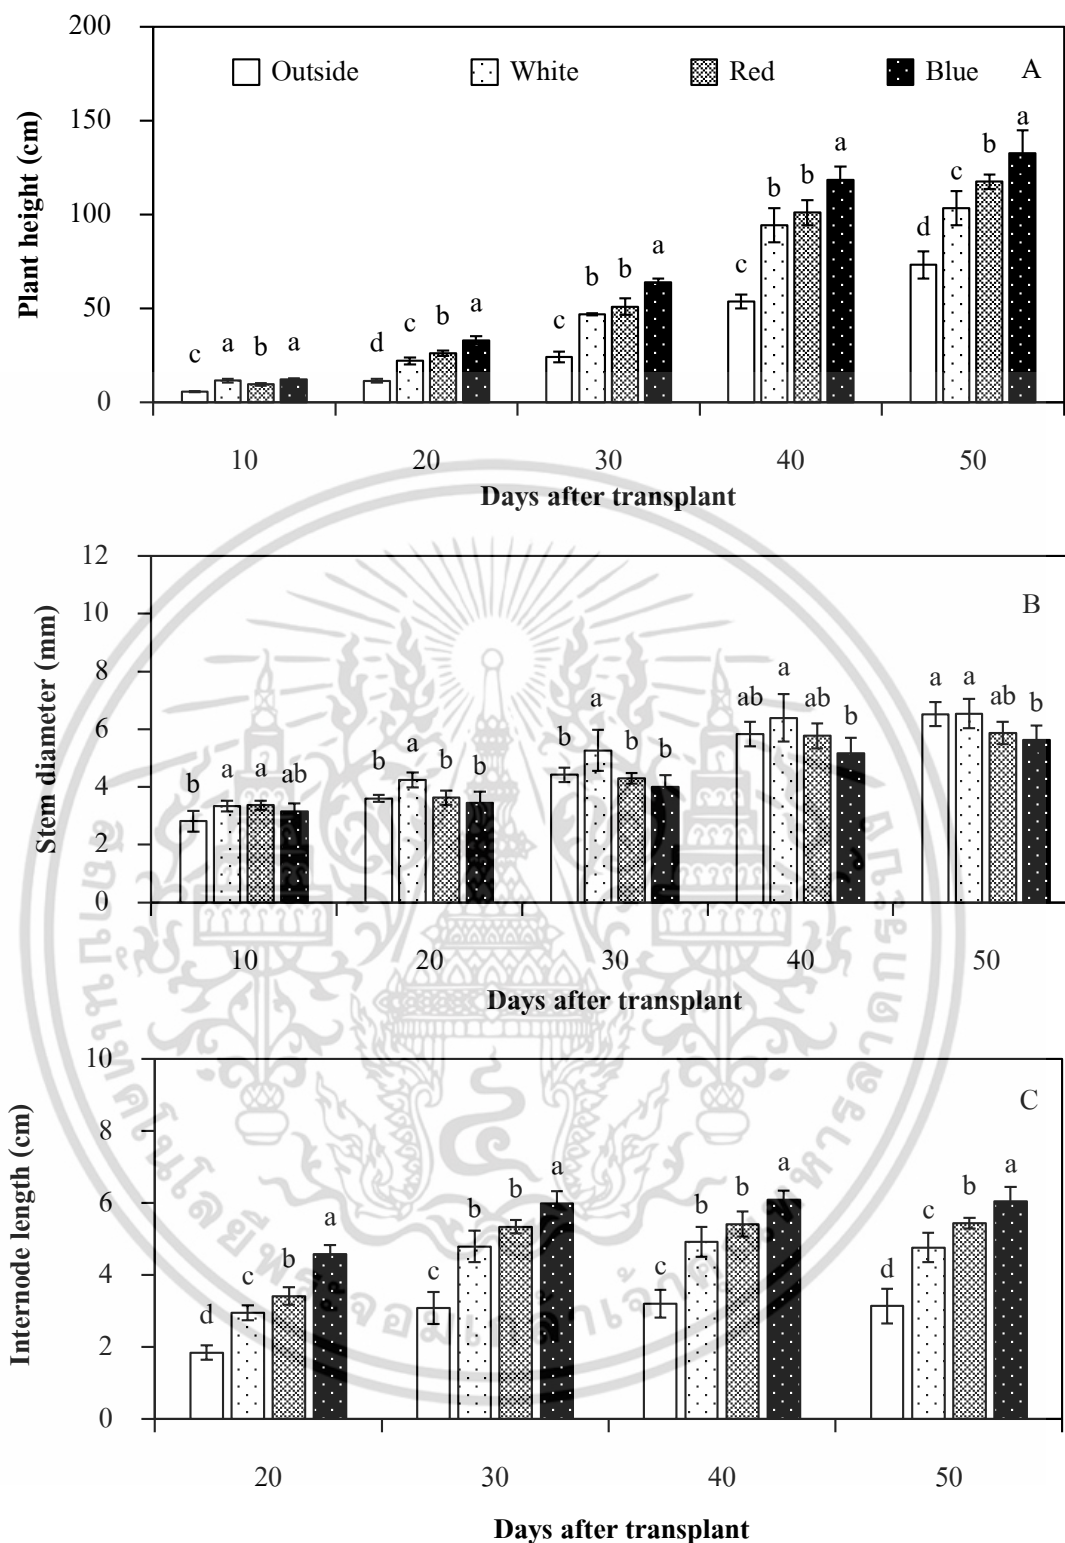 200
Outside White Red Blue A
150
100
50
0
Plant height (cm)
c a b a
d c b a
c b b a
c b b a
d c b a
10 20 30 40 50
Days after transplant
12
B
10
8
6
4
2
0
Stem diameter (mm)
b a a ab
b a b b
b a b b
ab a ab b
a a ab b
10 20 30 40 50
Days after transplant
10
C
8
6
4
2
0
Internode length (cm)
d c b a
c b b a
c b b a
d c b a
20 30 40 50
Days after transplant